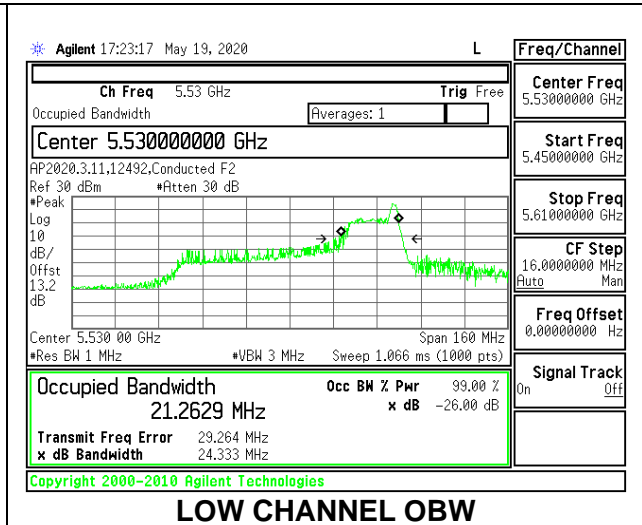 Agilent 17:23:17 May 19, 2020 L
Freq/Channel
Ch Freq 5.53 GHz Trig Free
Occupied Bandwidth Averages: 1
Center 5.530000000 GHz
AP2020.3.11,12492,Conducted F2
Ref 30 dBm #Atten 30 dB
#Peak
Log
10
dB/
Offst
13.2
dB
Center 5.530 00 GHz Span 160 MHz
#Res BW 1 MHz #VBW 3 MHz Sweep 1.066 ms (1000 pts)
Occupied Bandwidth Occ BW % Pwr 99.00 %
21.2629 MHz x dB -26.00 dB
Transmit Freq Error 29.264 MHz
x dB Bandwidth 24.333 MHz
Copyright 2000-2010 Agilent Technologies
Center Freq
5.53000000 GHz
Start Freq
5.45000000 GHz
Stop Freq
5.61000000 GHz
CF Step
16.0000000 MHz
Auto Man
Freq Offset
0.00000000 Hz
Signal Track
On Off
LOW CHANNEL OBW